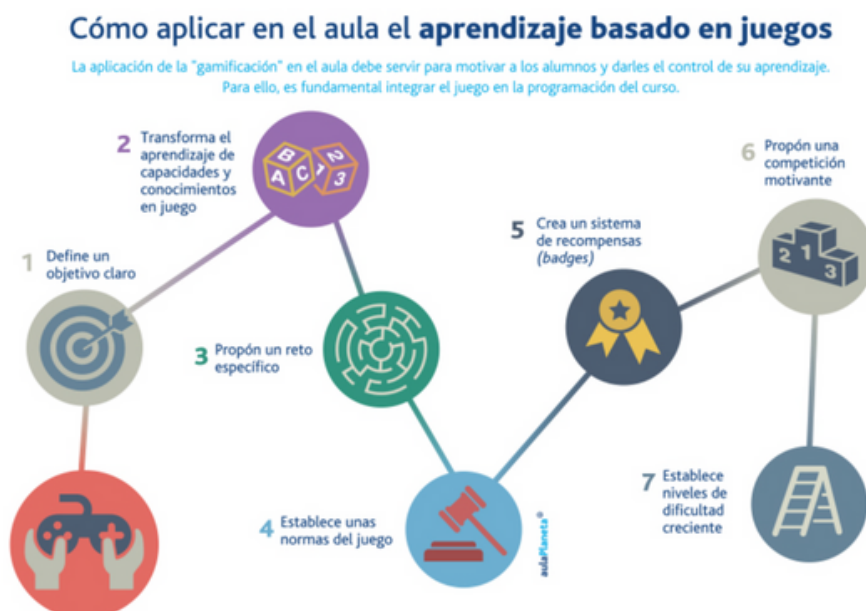 Cómo aplicar en el aula el aprendizaje basado en juegos
La aplicación de la "gamificación" en el aula debe servir para motivar a los alumnos y darles el control de su aprendizaje.
Para ello, es fundamental integrar el juego en la programación del curso.
1 Define un
objetivo claro
2 Transforma el
aprendizaje de
capacidades y
conocimientos
en juego
B
A C 1 2
3
3 Propón un reto
específico
4 Establece unas
normas del juego
aulaPlaneta®
5 Crea un sistema
de recompensas
(badges)
6 Propón una
competición
motivante
2 1 3
7 Establece
niveles de
dificultad
creciente